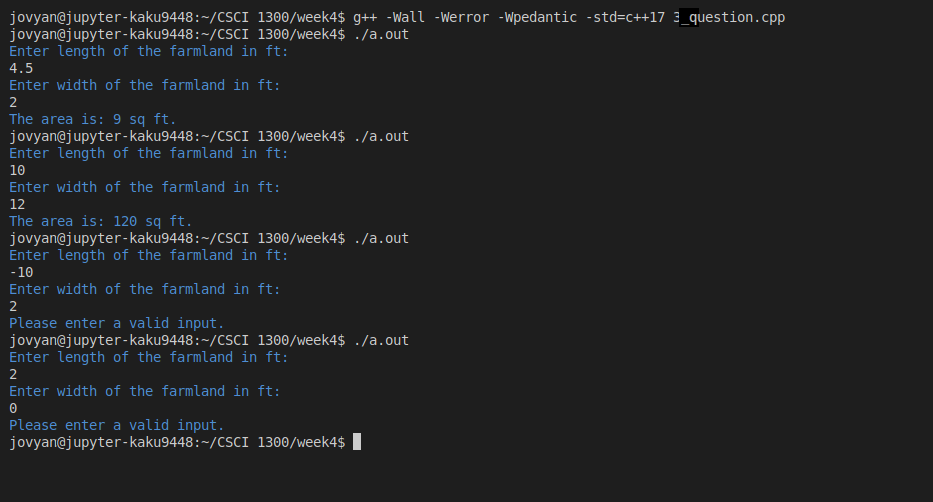 jovyan@jupyter-kaku9448:~/CSCI 1300/week4$ g++ -Wall -Werror -Wpedantic -std=c++17 3_question.cpp
jovyan@jupyter-kaku9448:~/CSCI 1300/week4$ ./a.out
Enter length of the farmland in ft:
4.5
Enter width of the farmland in ft:
2
The area is: 9 sq ft.
jovyan@jupyter-kaku9448:~/CSCI 1300/week4$ ./a.out
Enter length of the farmland in ft:
10
Enter width of the farmland in ft:
12
The area is: 120 sq ft.
jovyan@jupyter-kaku9448:~/CSCI 1300/week4$ ./a.out
Enter length of the farmland in ft:
-10
Enter width of the farmland in ft:
2
Please enter a valid input.
jovyan@jupyter-kaku9448:~/CSCI 1300/week4$ ./a.out
Enter length of the farmland in ft:
2
Enter width of the farmland in ft:
0
Please enter a valid input.
jovyan@jupyter-kaku9448:~/CSCI 1300/week4$